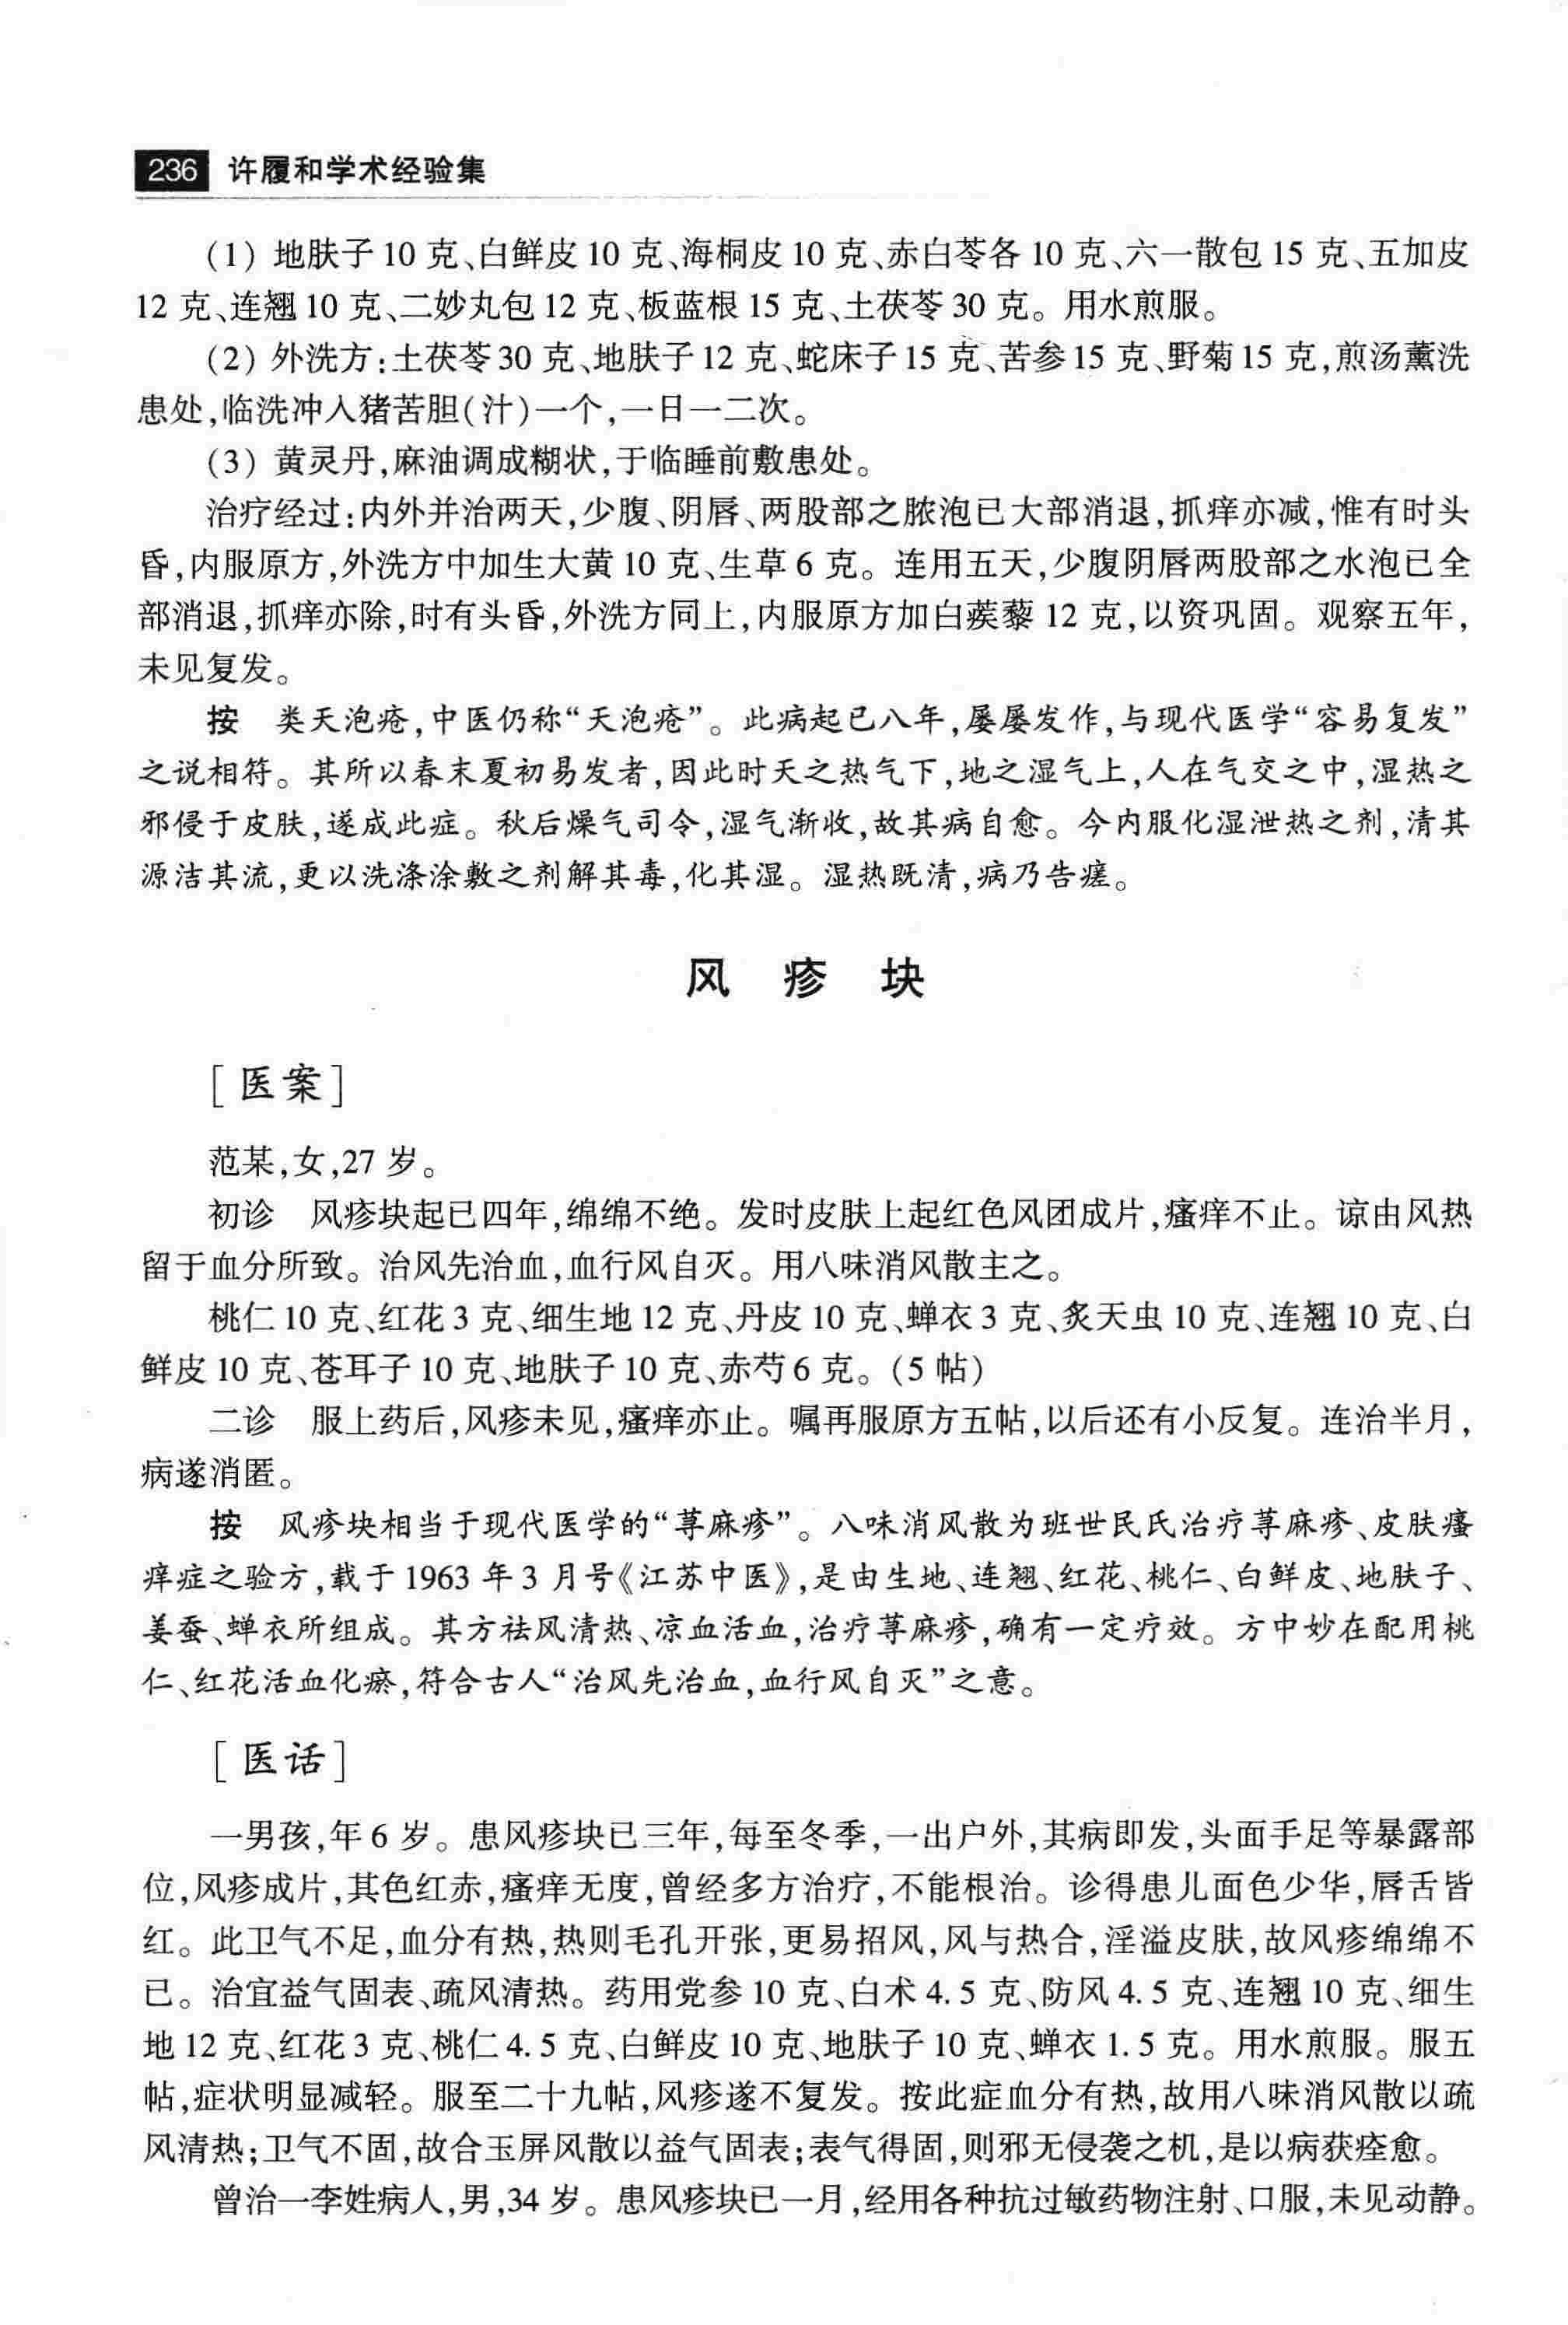 236 许履和学术经验集
(1) 地肤子 10 克、白鲜皮 10 克、海桐皮 10 克、赤白苓各 10 克、六一散包 15 克、五加皮
12 克、连翘 10 克、二妙丸包 12 克、板蓝根 15 克、土茯苓 30 克。用水煎服。
(2) 外洗方:土茯苓 30 克、地肤子 12 克、蛇床子 15 克、苦参 15 克、野菊 15 克,煎汤薰洗
患处,临洗冲入猪苦胆(汁)一个,一日一二次。
(3) 黄灵丹,麻油调成糊状,于临睡前敷患处。
治疗经过:内外并治两天,少腹、阴唇、两股部之脓泡已大部消退,抓痒亦减,惟有时头
昏,内服原方,外洗方中加生大黄 10 克、生草 6 克。连用五天,少腹阴唇两股部之水泡已全
部消退,抓痒亦除,时有头昏,外洗方同上,内服原方加白蒺藜 12 克,以资巩固。观察五年,
未见复发。
按 类天泡疮,中医仍称“天泡疮”。此病起已八年,屡屡发作,与现代医学“容易复发”
之说相符。其所以春末夏初易发者,因此时天之热气下,地之湿气上,人在气交之中,湿热之
邪侵于皮肤,遂成此症。秋后燥气司令,湿气渐收,故其病自愈。今内服化湿泄热之剂,清其
源洁其流,更以洗涤涂敷之剂解其毒,化其湿。湿热既清,病乃告瘥。
风 疹 块
[医案]
范某,女,27 岁。
初诊 风疹块起已四年,绵绵不绝。发时皮肤上起红色风团成片,瘙痒不止。谅由风热
留于血分所致。治风先治血,血行风自灭。用八味消风散主之。
桃仁 10 克、红花 3 克、细生地 12 克、丹皮 10 克、蝉衣 3 克、炙天虫 10 克、连翘 10 克、白
鲜皮 10 克、苍耳子 10 克、地肤子 10 克、赤芍 6 克。(5 帖)
二诊 服上药后,风疹未见,瘙痒亦止。嘱再服原方五帖,以后还有小反复。连治半月,
病遂消匿。
按 风疹块相当于现代医学的“荨麻疹”。八味消风散为班世民氏治疗荨麻疹、皮肤瘙
痒症之验方,载于 1963 年 3 月号《江苏中医》,是由生地、连翘、红花、桃仁、白鲜皮、地肤子、
姜蚕、蝉衣所组成。其方祛风清热、凉血活血,治疗荨麻疹,确有一定疗效。方中妙在配用桃
仁、红花活血化瘀,符合古人“治风先治血,血行风自灭”之意。
[医话]
一男孩,年 6 岁。患风疹块已三年,每至冬季,一出户外,其病即发,头面手足等暴露部
位,风疹成片,其色红赤,瘙痒无度,曾经多方治疗,不能根治。诊得患儿面色少华,唇舌皆
红。此卫气不足,血分有热,热则毛孔开张,更易招风,风与热合,淫溢皮肤,故风疹绵绵不
已。治宜益气固表、疏风清热。药用党参 10 克、白术 4.5 克、防风 4.5 克、连翘 10 克、细生
地 12 克、红花 3 克、桃仁 4.5 克、白鲜皮 10 克、地肤子 10 克、蝉衣 1.5 克。用水煎服。服五
帖,症状明显减轻。服至二十九帖,风疹遂不复发。按此症血分有热,故用八味消风散以疏
风清热;卫气不固,故合玉屏风散以益气固表;表气得固,则邪无侵袭之机,是以病获痊愈。
曾治一李姓病人,男,34 岁。患风疹块已一月,经用各种抗过敏药物注射、口服,未见动静。